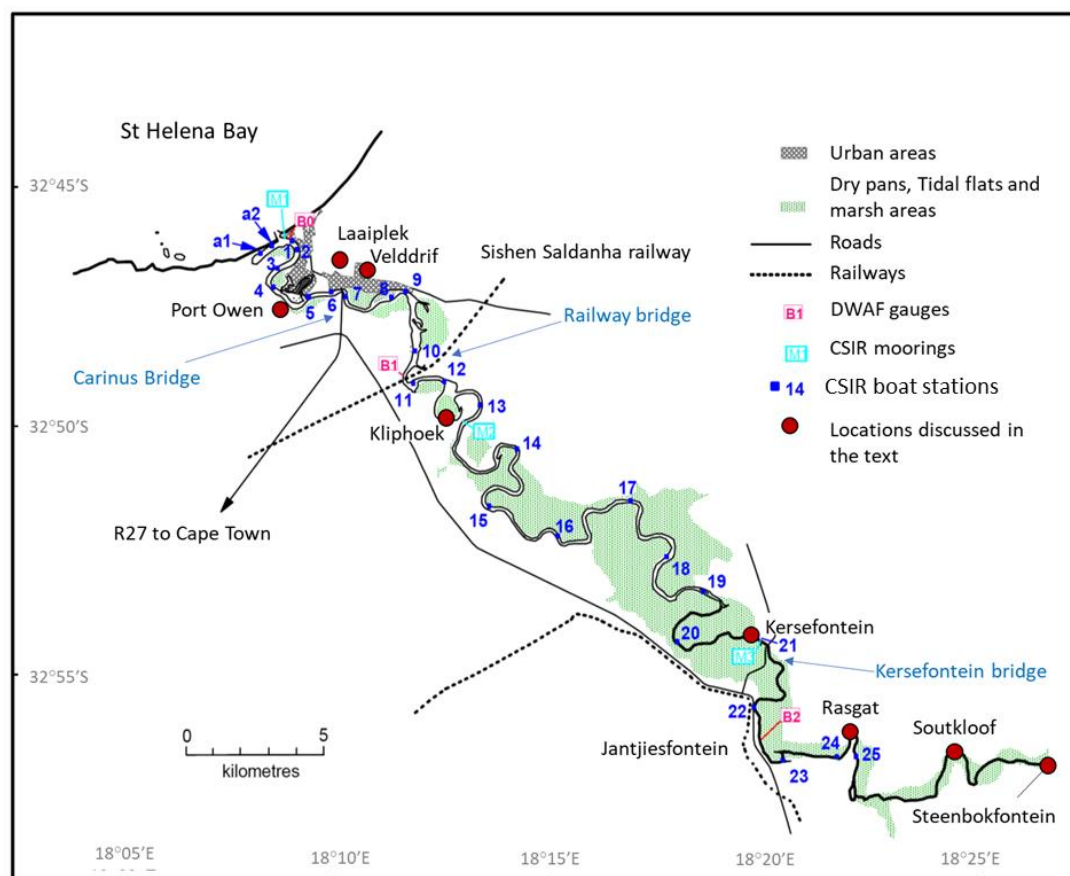 St Helena Bay
32°45'S
M1
B0
a2
a1
1
2
3
4
5
6
7
8
9
Laaiplek
Velddrif
Port Owen
Sishen Saldanha railway
Railway bridge
Carinus Bridge
10
B1
11
12
13
Kliphoek
M2
32°50'S
14
15
16
17
18
19
20
R27 to Cape Town
Kersefontein
21
M3
Kersefontein bridge
32°55'S
22
B2
Jantjiesfontein
23
24
Rasgat
25
Soutkloof
Steenbokfontein
0 5
kilometres
Urban areas
Dry pans, Tidal flats and
marsh areas
Roads
Railways
B1 DWAF gauges
M1 CSIR moorings
14 CSIR boat stations
Locations discussed in
the text
18°05'E 18°10'E 18°15'E 18°20'E 18°25'E